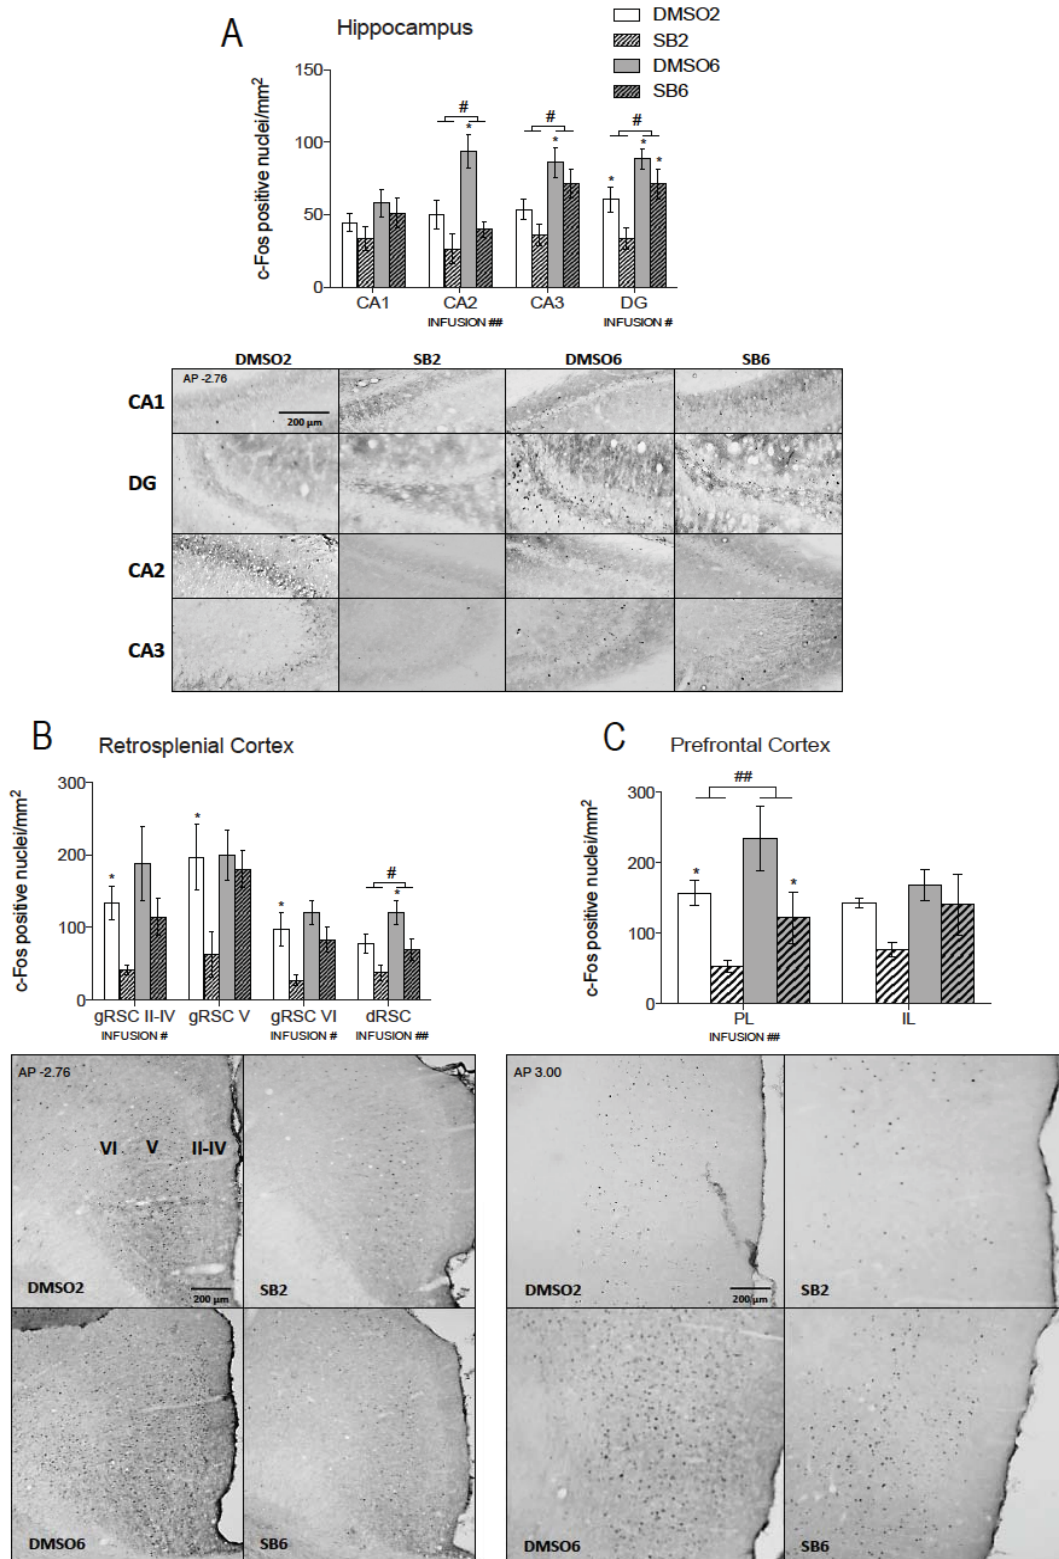 A
Hippocampus
DMSO2
SB2
DMSO6
SB6
c-Fos positive nuclei/mm2
150
100
50
0
#
*
#
*
#
*
*
*
CA1 CA2 CA3 DG
INFUSION ## INFUSION #
DMSO2 SB2 DMSO6 SB6
CA1
AP -2.76
200 µm
DG
CA2
CA3
B
Retrosplenial Cortex
c-Fos positive nuclei/mm2
300
200
100
0
*
*
*
#
*
gRSC II-IV gRSC V gRSC VI dRSC
INFUSION # INFUSION # INFUSION ##
AP -2.76
VI V II-IV
DMSO2
200 µm
SB2
DMSO6
SB6
C
Prefrontal Cortex
c-Fos positive nuclei/mm2
300
200
100
0
##
*
*
PL IL
INFUSION ##
AP 3.00
DMSO2
200 µm
SB2
DMSO6
SB6